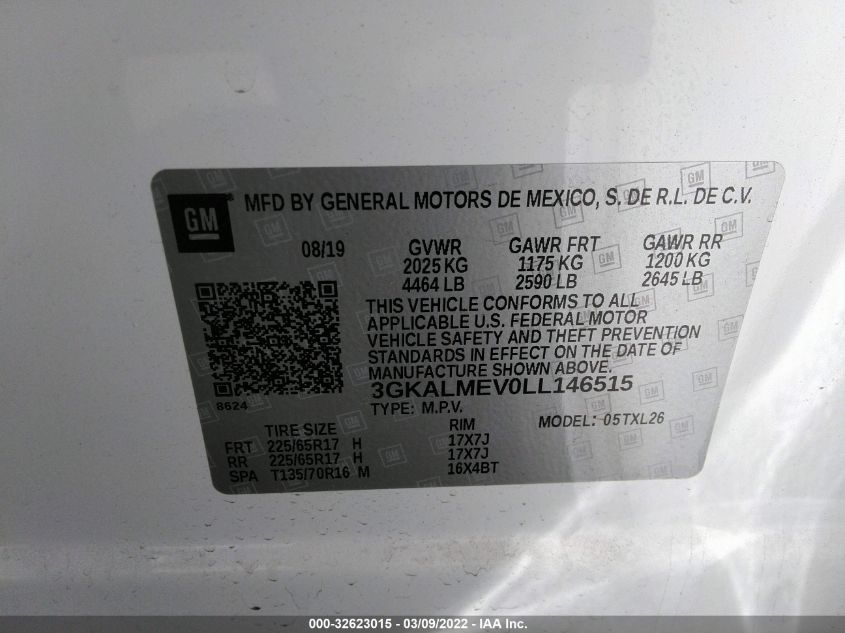 GM MFD BY GENERAL MOTORS DE MEXICO, S. DE R.L. DE C.V.
08/19 GVWR GAWR FRT GAWR RR
2025 KG 1175 KG 1200 KG
4464 LB 2590 LB 2645 LB
THIS VEHICLE CONFORMS TO ALL
APPLICABLE U.S. FEDERAL MOTOR
VEHICLE SAFETY AND THEFT PREVENTION
STANDARDS IN EFFECT ON THE DATE OF
MANUFACTURE SHOWN ABOVE.
8624
3GKALMEV0LL146515
TYPE: M.P.V. MODEL: 05TXL26
TIRE SIZE RIM
FRT 225/65R17 H 17X7J
RR 225/65R17 H 17X7J
SPA T135/70R16 M 16X4BT
000-32623015 - 03/09/2022 - IAA Inc.